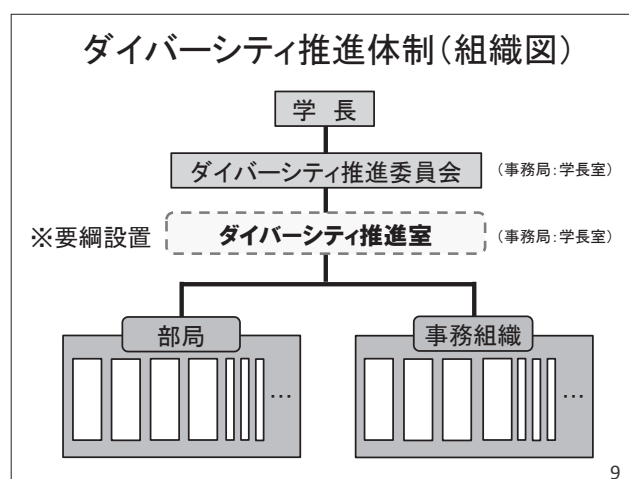 ダイバーシティ推進体制(組織図)
学 長
ダイバーシティ推進委員会 (事務局:学長室)
※要綱設置 ダイバーシティ推進室 (事務局:学長室)
部局 事務組織
… …
9